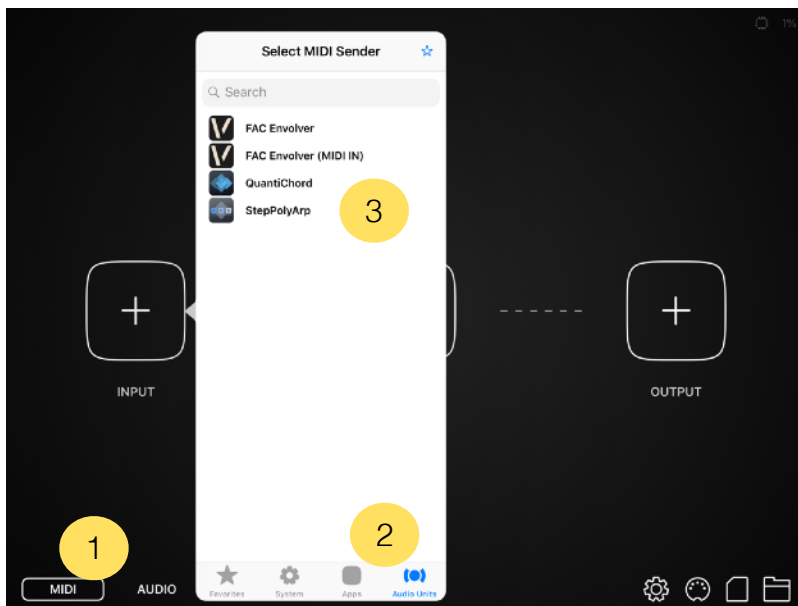 1%
Select MIDI Sender
Search
FAC Envolver
FAC Envolver (MIDI IN)
QuantiChord
StepPolyArp
3
INPUT
OUTPUT
2
1
MIDI
AUDIO
Favorites
System
Apps
Audio Units